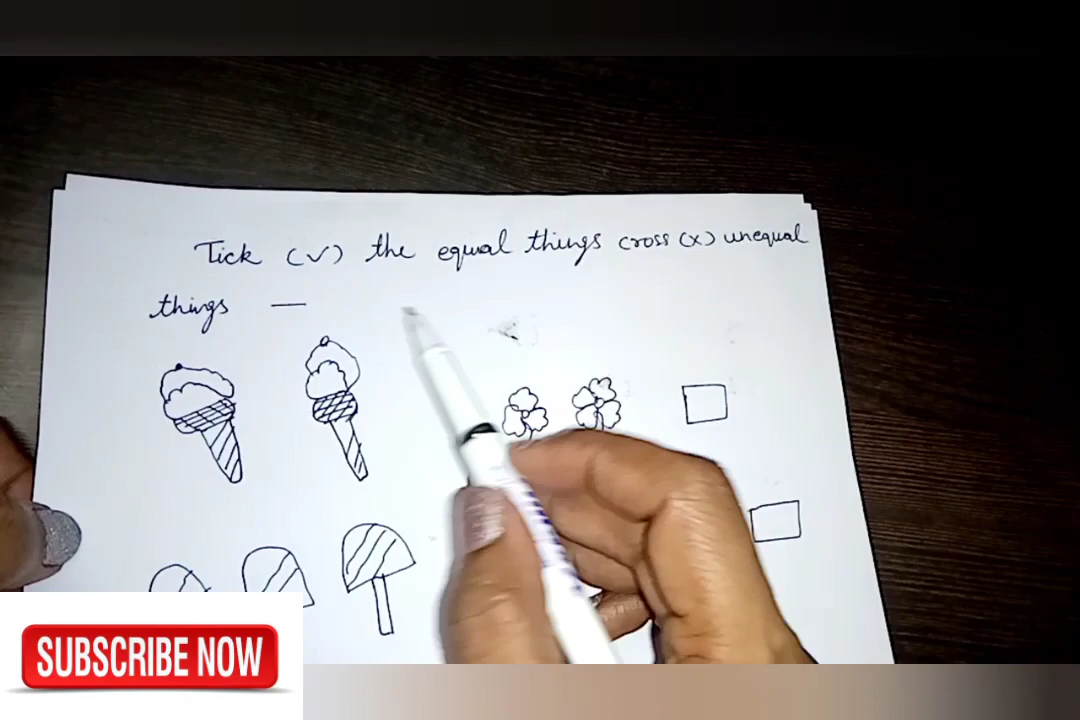 Tick (✓) the equal things cross (x) unequal
things —
SUBSCRIBE NOW